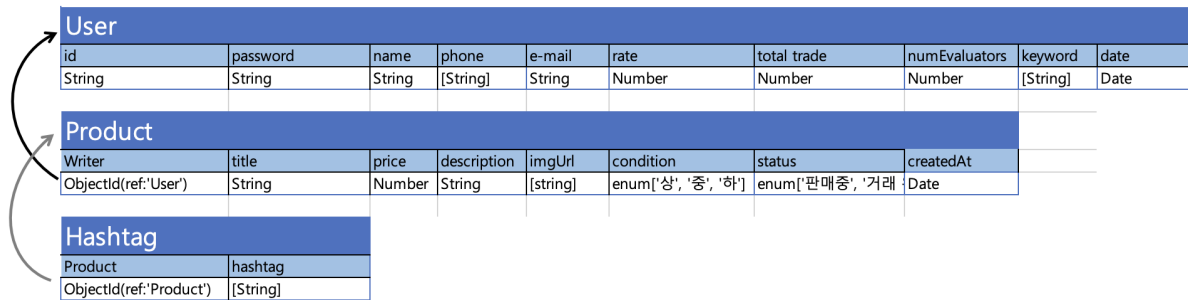 User
id password name phone e-mail rate total trade numEvaluators keyword date
String String String [String] String Number Number Number [String] Date
Product
Writer title price description imgUrl condition status createdAt
ObjectId(ref:'User') String Number String [string] enum['상', '중', '하'] enum['판매중', '거래 Date
Hashtag
Product hashtag
ObjectId(ref:'Product') [String]